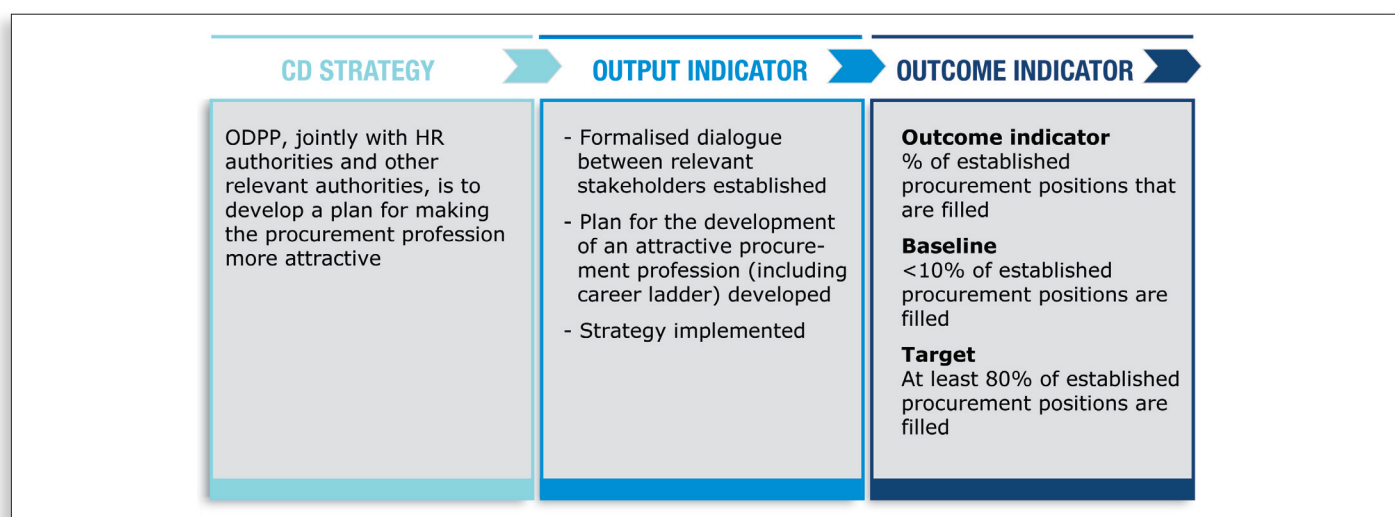 CD STRATEGY
ODPP, jointly with HR
authorities and other
relevant authorities, is to
develop a plan for making
the procurement profession
more attractive
OUTPUT INDICATOR
- Formalised dialogue
between relevant
stakeholders established
- Plan for the development
of an attractive procure-
ment profession (including
career ladder) developed
- Strategy implemented
OUTCOME INDICATOR
Outcome indicator
% of established
procurement positions that
are filled
Baseline
<10% of established
procurement positions are
filled
Target
At least 80% of established
procurement positions are
filled